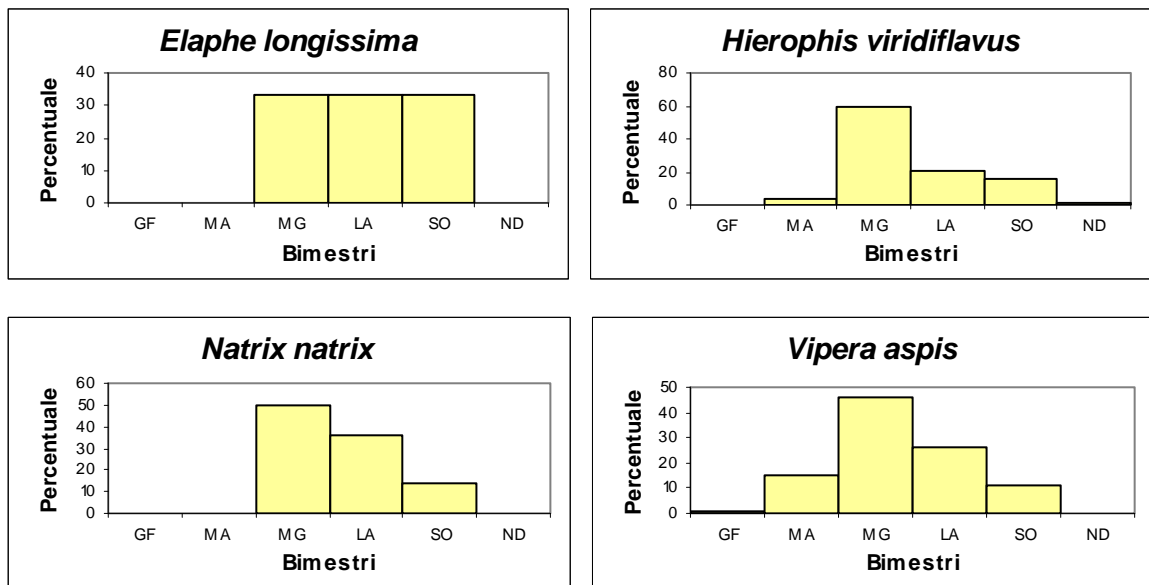 Elaphe longissima
Percentuale
40
30
20
10
0
GF MA MG LA SO ND
Bimestri
Hierophis viridiflavus
Percentuale
80
60
40
20
0
GF MA MG LA SO ND
Bimestri
Natrix natrix
Percentuale
60
50
40
30
20
10
0
GF MA MG LA SO ND
Bimestri
Vipera aspis
Percentuale
50
40
30
20
10
0
GF MA MG LA SO ND
Bimestri